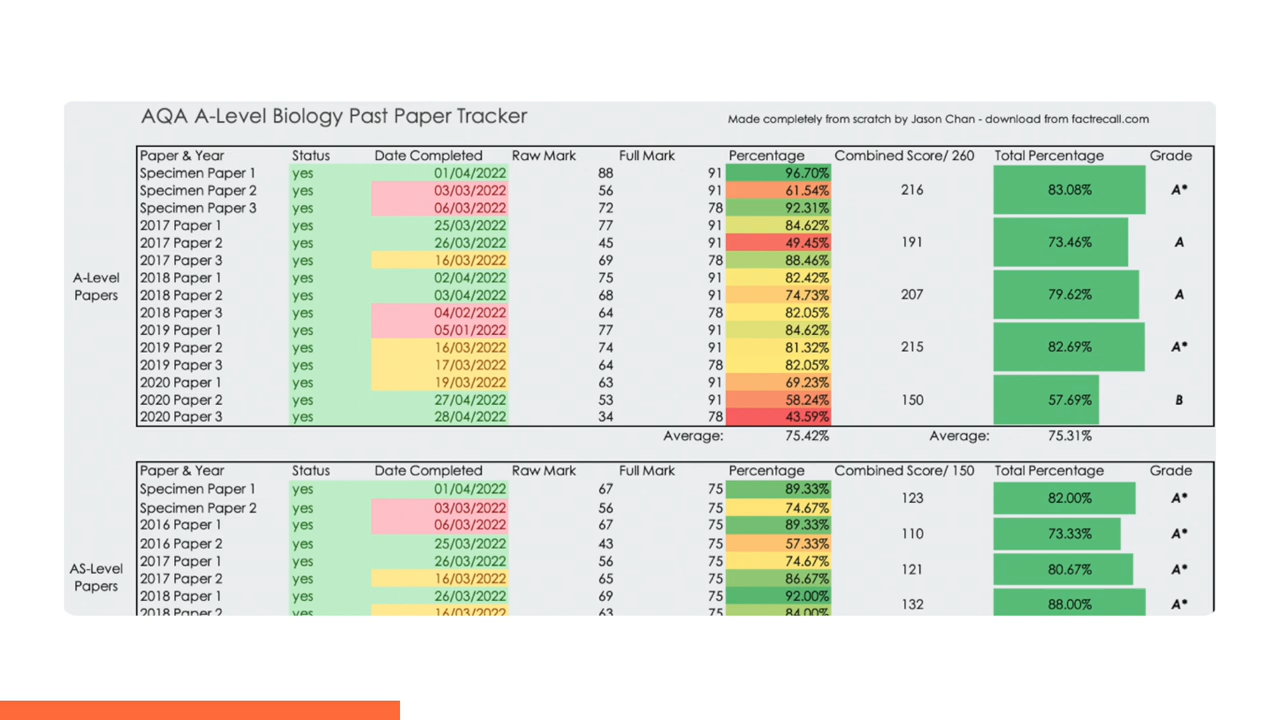 AQA A-Level Biology Past Paper Tracker
Made completely from scratch by Jason Chan - download from factrecall.com
Paper & Year Status Date Completed Raw Mark Full Mark Percentage Combined Score/ 260 Total Percentage Grade
Specimen Paper 1 yes 01/04/2022 88 91 96.70%
Specimen Paper 2 yes 03/03/2022 56 91 61.54% 216 83.08% A*
Specimen Paper 3 yes 06/03/2022 72 78 92.31%
2017 Paper 1 yes 25/03/2022 77 91 84.62%
2017 Paper 2 yes 26/03/2022 45 91 49.45% 191 73.46% A
2017 Paper 3 yes 16/03/2022 69 78 88.46%
A-Level
Papers
2018 Paper 1 yes 02/04/2022 75 91 82.42%
2018 Paper 2 yes 03/04/2022 68 91 74.73% 207 79.62% A
2018 Paper 3 yes 04/02/2022 64 78 82.05%
2019 Paper 1 yes 05/01/2022 77 91 84.62%
2019 Paper 2 yes 16/03/2022 74 91 81.32% 215 82.69% A*
2019 Paper 3 yes 17/03/2022 64 78 82.05%
2020 Paper 1 yes 19/03/2022 63 91 69.23%
2020 Paper 2 yes 27/04/2022 53 91 58.24% 150 57.69% B
2020 Paper 3 yes 28/04/2022 34 78 43.59%
Average: 75.42% Average: 75.31%
Paper & Year Status Date Completed Raw Mark Full Mark Percentage Combined Score/ 150 Total Percentage Grade
Specimen Paper 1 yes 01/04/2022 67 75 89.33% 123 82.00% A*
Specimen Paper 2 yes 03/03/2022 56 75 74.67%
2016 Paper 1 yes 06/03/2022 67 75 89.33% 110 73.33% A*
2016 Paper 2 yes 25/03/2022 43 75 57.33%
AS-Level
Papers
2017 Paper 1 yes 26/03/2022 56 75 74.67% 121 80.67% A*
2017 Paper 2 yes 16/03/2022 65 75 86.67%
2018 Paper 1 yes 26/03/2022 69 75 92.00% 132 88.00% A*
2018 Paper 2 yes 16/03/2022 63 75 84.00%